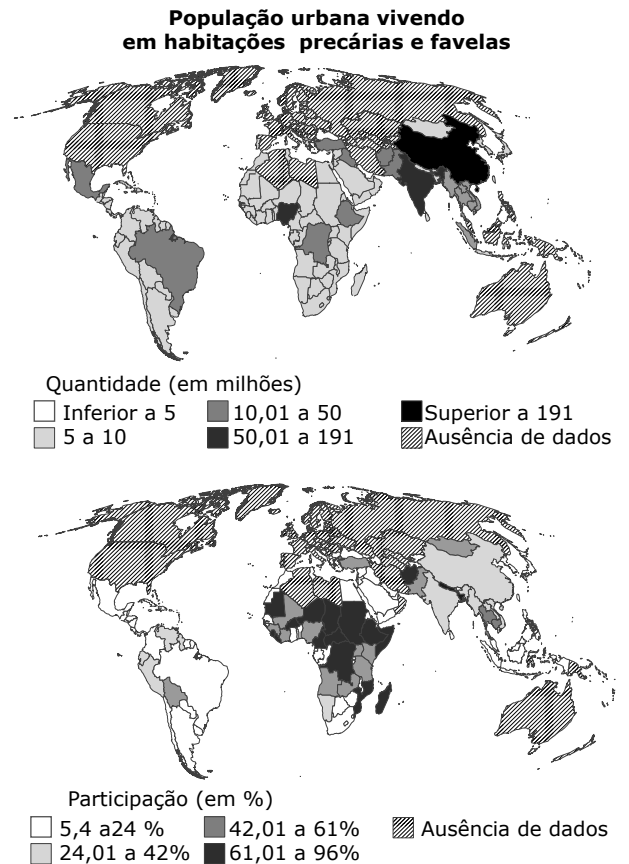 População urbana vivendo
em habitações precárias e favelas
Quantidade (em milhões)
Inferior a 5
10,01 a 50
Superior a 191
5 a 10
50,01 a 191
Ausência de dados
Participação (em %)
5,4 a24 %
42,01 a 61%
Ausência de dados
24,01 a 42%
61,01 a 96%